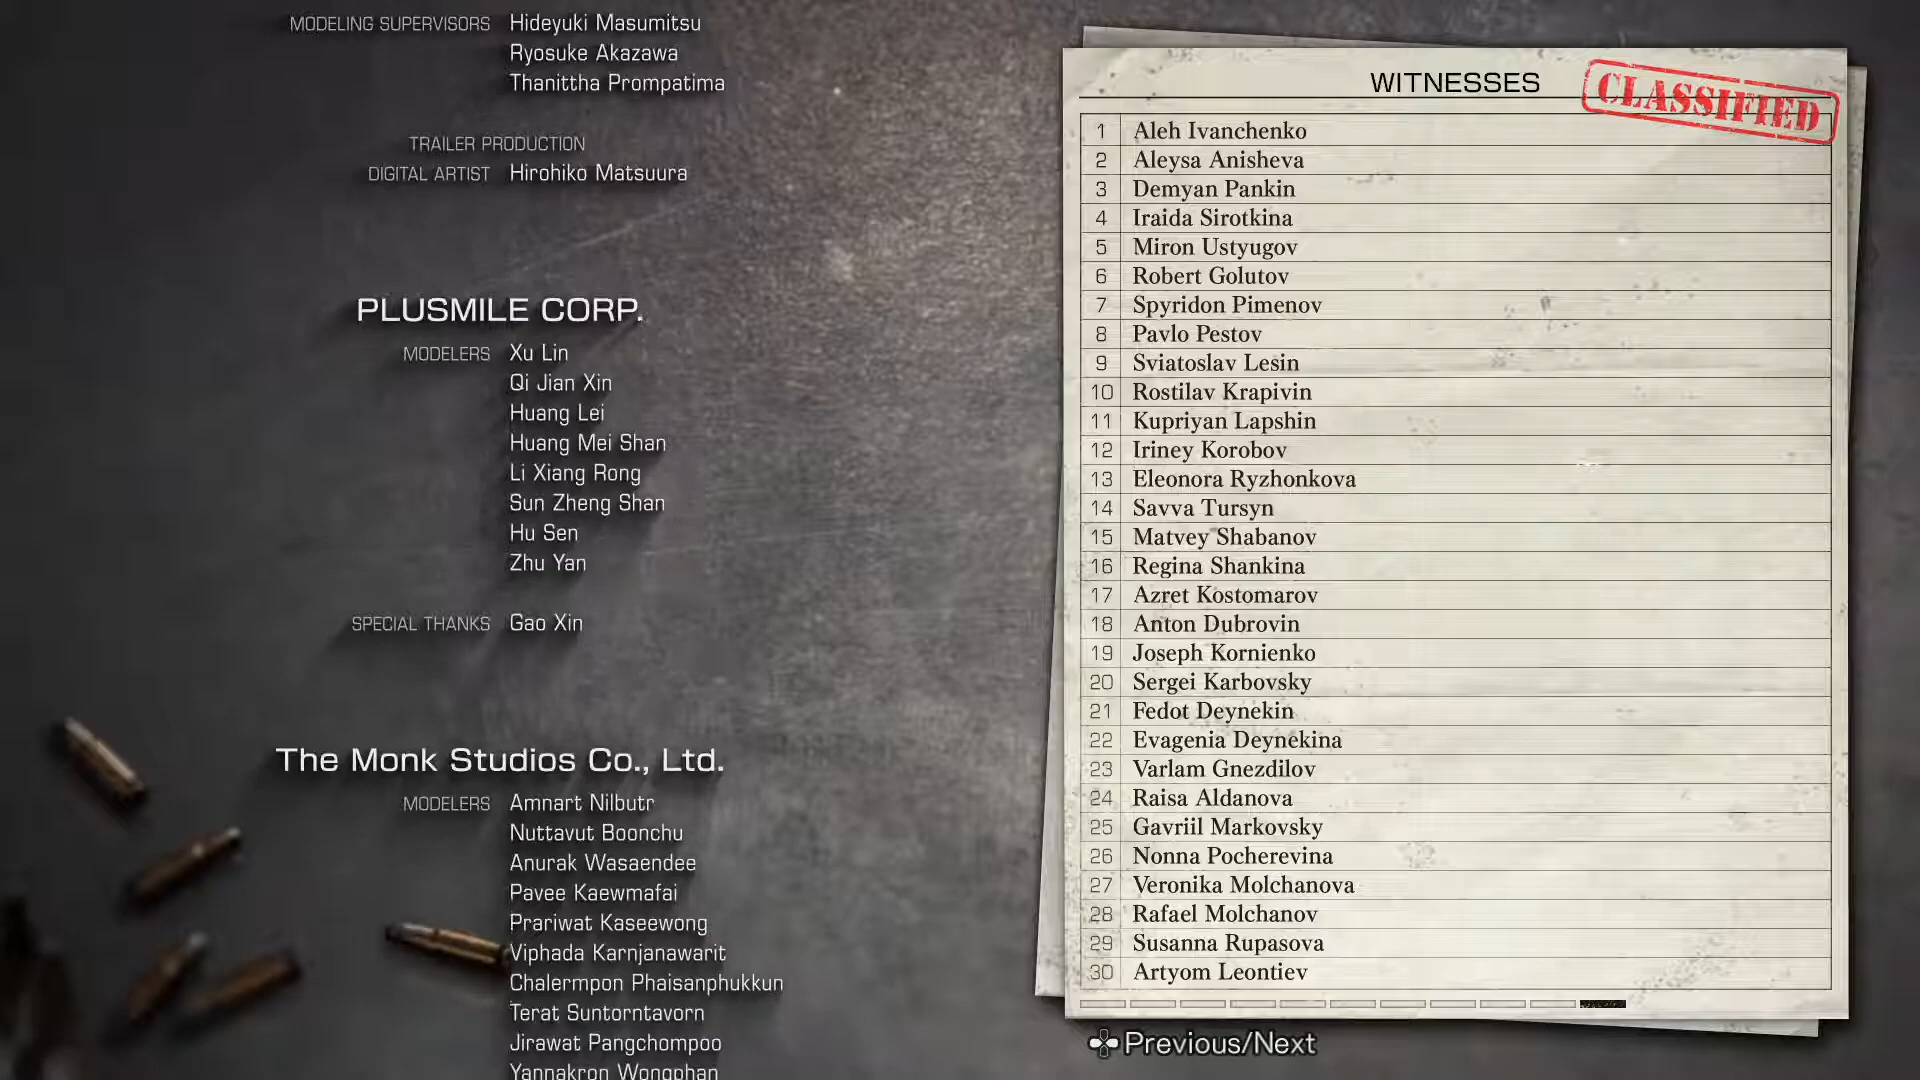 MODELING SUPERVISORS Hideyuki Masumitsu
Ryosuke Akazawa
Thanittha Prompatima
TRAILER PRODUCTION
DIGITAL ARTIST Hirohiko Matsuura
PLUSMILE CORP.
MODELERS Xu Lin
Qi Jian Xin
Huang Lei
Huang Mei Shan
Li Xiang Rong
Sun Zheng Shan
Hu Sen
Zhu Yan
SPECIAL THANKS Gao Xin
The Monk Studios Co., Ltd.
MODELERS Amnart Nilbutr
Nuttavut Boonchu
Anurak Wasaendee
Pavee Kaewmafai
Prariwat Kaseewong
Viphada Karnjanawarit
Chalermpon Phaisanphukkun
Terat Suntorntavorn
Jirawat Pangchompoo
Yannakron Wongphan
WITNESSES
CLASSIFIED
1 Aleh Ivanchenko
2 Aleysa Anisheva
3 Demyan Pankin
4 Iraida Sirotkina
5 Miron Ustyugov
6 Robert Golutov
7 Spyridon Pimenov
8 Pavlo Pestov
9 Sviatoslav Lesin
10 Rostilav Krapivin
11 Kupriyan Lapshin
12 Iriney Korobov
13 Eleonora Ryzhonkova
14 Savva Tursyn
15 Matvey Shabanov
16 Regina Shankina
17 Azret Kostomarov
18 Anton Dubrovin
19 Joseph Kornienko
20 Sergei Karbovsky
21 Fedot Deynekin
22 Evagenia Deynekina
23 Varlam Gnezdilov
24 Raisa Aldanova
25 Gavriil Markovsky
26 Nonna Pocherevina
27 Veronika Molchanova
28 Rafael Molchanov
29 Susanna Rupasova
30 Artyom Leontiev
Previous/Next